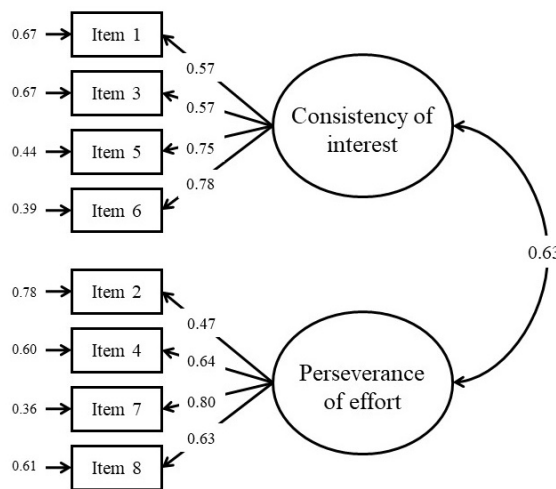 0.67
Item 1
0.57
0.67
Item 3
0.57
0.44
Item 5
0.75
0.39
Item 6
0.78
Consistency of
interest
0.63
0.78
Item 2
0.47
0.60
Item 4
0.64
0.36
Item 7
0.80
0.61
Item 8
0.63
Perseverance
of effort